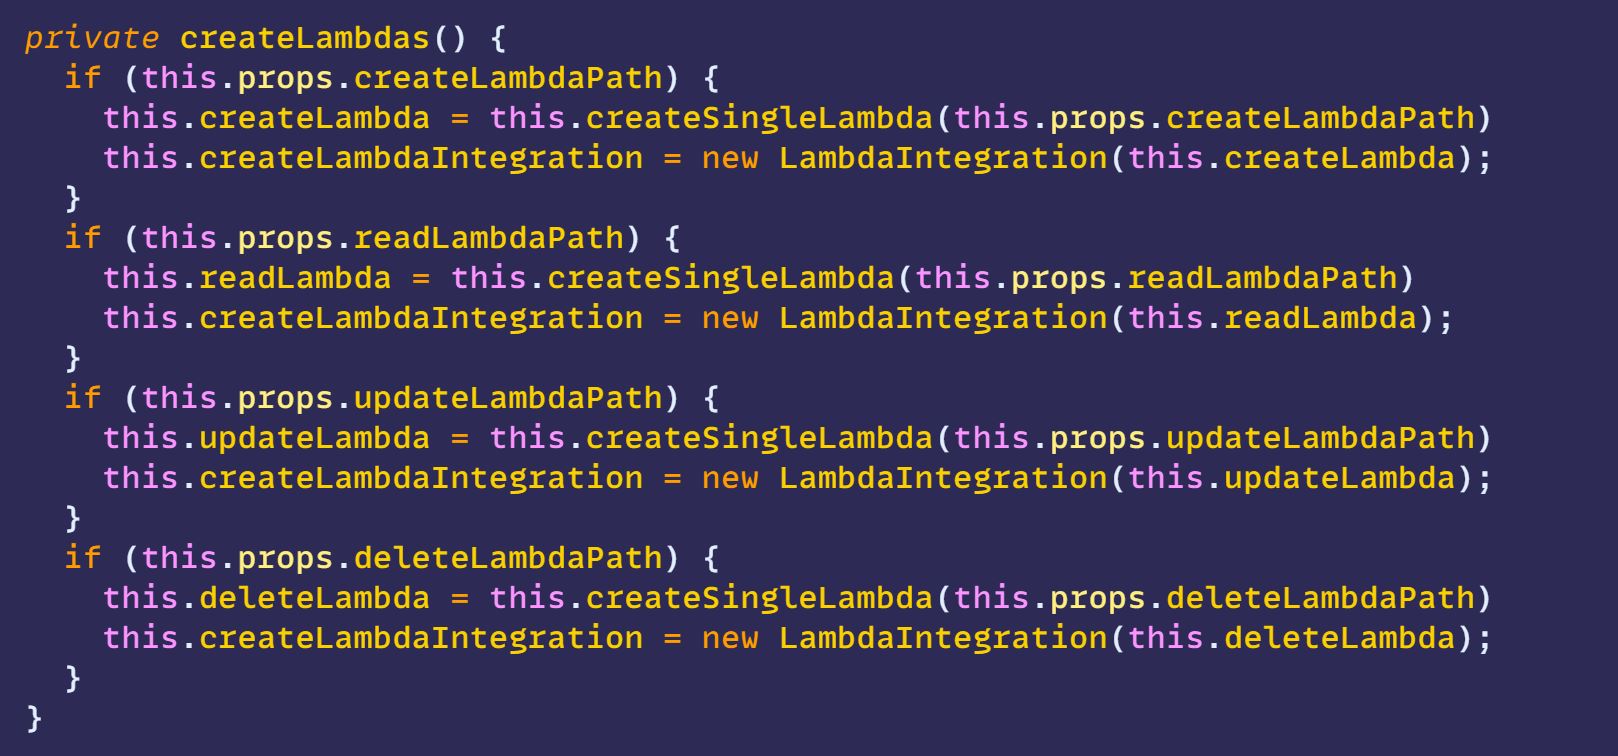 private createLambdas() {
  if (this.props.createLambdaPath) {
    this.createLambda = this.createSingleLambda(this.props.createLambdaPath)
    this.createLambdaIntegration = new LambdaIntegration(this.createLambda);
  }
  if (this.props.readLambdaPath) {
    this.readLambda = this.createSingleLambda(this.props.readLambdaPath)
    this.createLambdaIntegration = new LambdaIntegration(this.readLambda);
  }
  if (this.props.updateLambdaPath) {
    this.updateLambda = this.createSingleLambda(this.props.updateLambdaPath)
    this.createLambdaIntegration = new LambdaIntegration(this.updateLambda);
  }
  if (this.props.deleteLambdaPath) {
    this.deleteLambda = this.createSingleLambda(this.props.deleteLambdaPath)
    this.createLambdaIntegration = new LambdaIntegration(this.deleteLambda);
  }
}